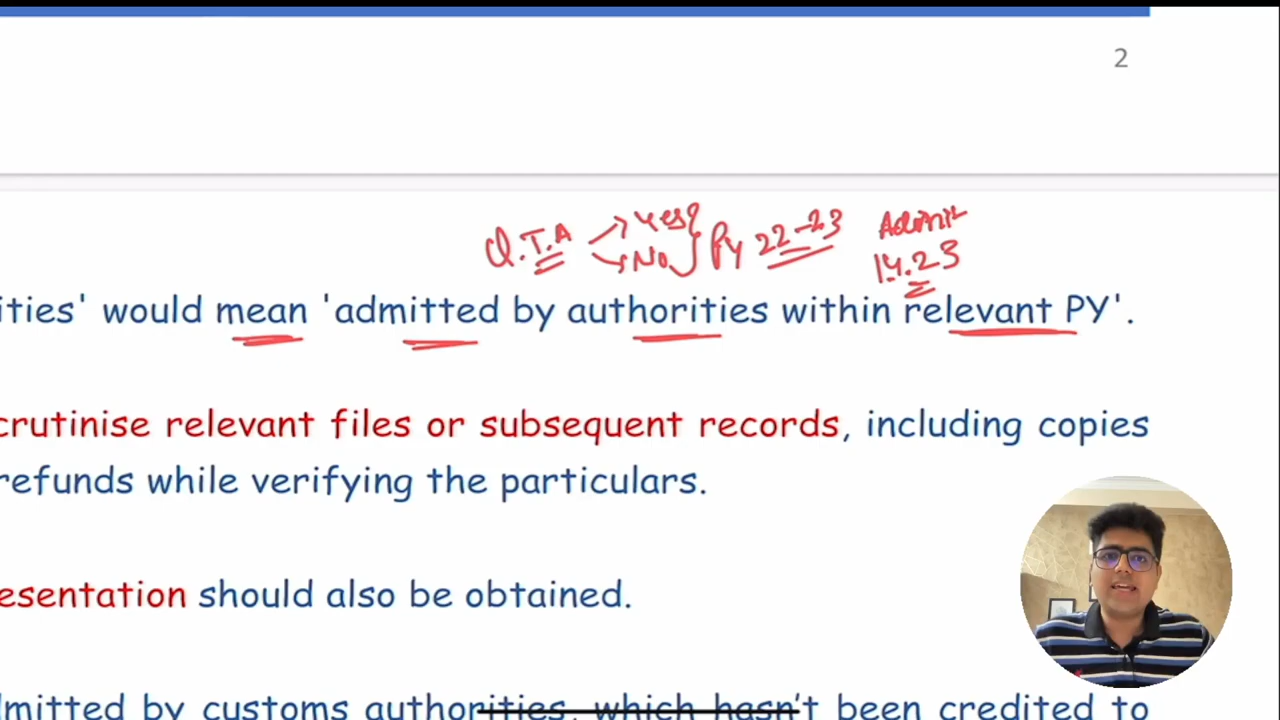 2
Q.T.A Yes? PY 22-23 Admit
No 14.23
ities' would mean 'admitted by authorities within relevant PY'.
crutinise relevant files or subsequent records, including copies
refunds while verifying the particulars.
esentation should also be obtained.
dmitted by customs authorities, which hasn't been credited to